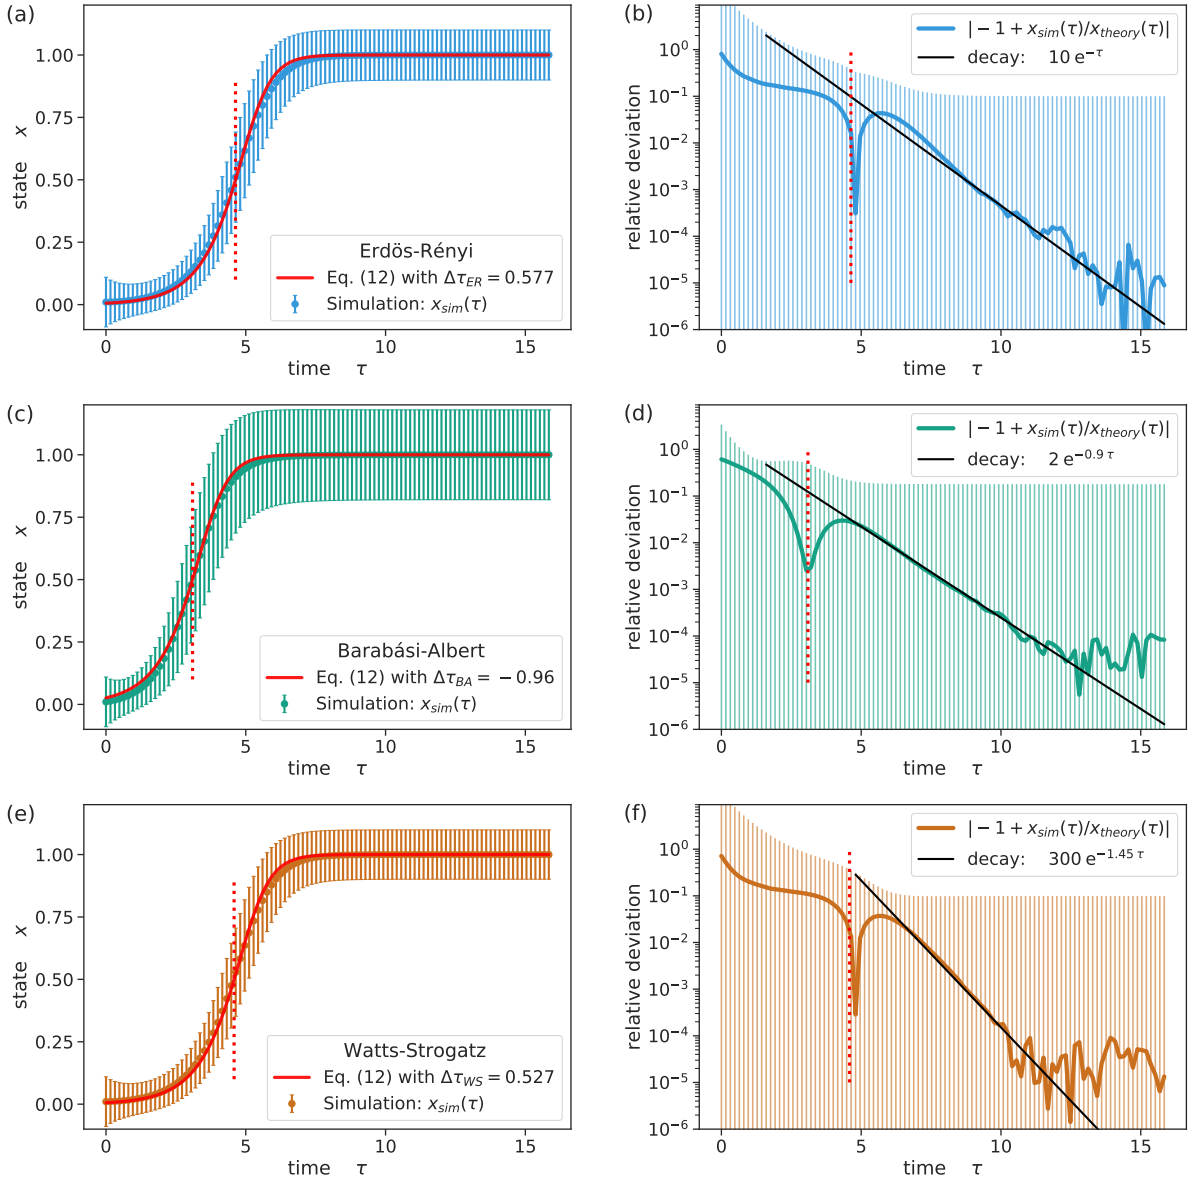 (a)
1.00
0.75
0.50
0.25
0.00
state x
0
5
10
15
time τ
Erdös-Rényi
Eq. (12) with Δτ_ER = 0.577
Simulation: x_sim(τ)
(b)
10⁰
10⁻¹
10⁻²
10⁻³
10⁻⁴
10⁻⁵
10⁻⁶
relative deviation
0
5
10
15
time τ
| − 1 + x_sim(τ)/x_theory(τ)|
decay: 10 e^−τ
(c)
1.00
0.75
0.50
0.25
0.00
state x
0
5
10
15
time τ
Barabási-Albert
Eq. (12) with Δτ_BA = − 0.96
Simulation: x_sim(τ)
(d)
10⁰
10⁻¹
10⁻²
10⁻³
10⁻⁴
10⁻⁵
10⁻⁶
relative deviation
0
5
10
15
time τ
| − 1 + x_sim(τ)/x_theory(τ)|
decay: 2 e^−0.9 τ
(e)
1.00
0.75
0.50
0.25
0.00
state x
0
5
10
15
time τ
Watts-Strogatz
Eq. (12) with Δτ_WS = 0.527
Simulation: x_sim(τ)
(f)
10⁰
10⁻¹
10⁻²
10⁻³
10⁻⁴
10⁻⁵
10⁻⁶
relative deviation
0
5
10
15
time τ
| − 1 + x_sim(τ)/x_theory(τ)|
decay: 300 e^−1.45 τ